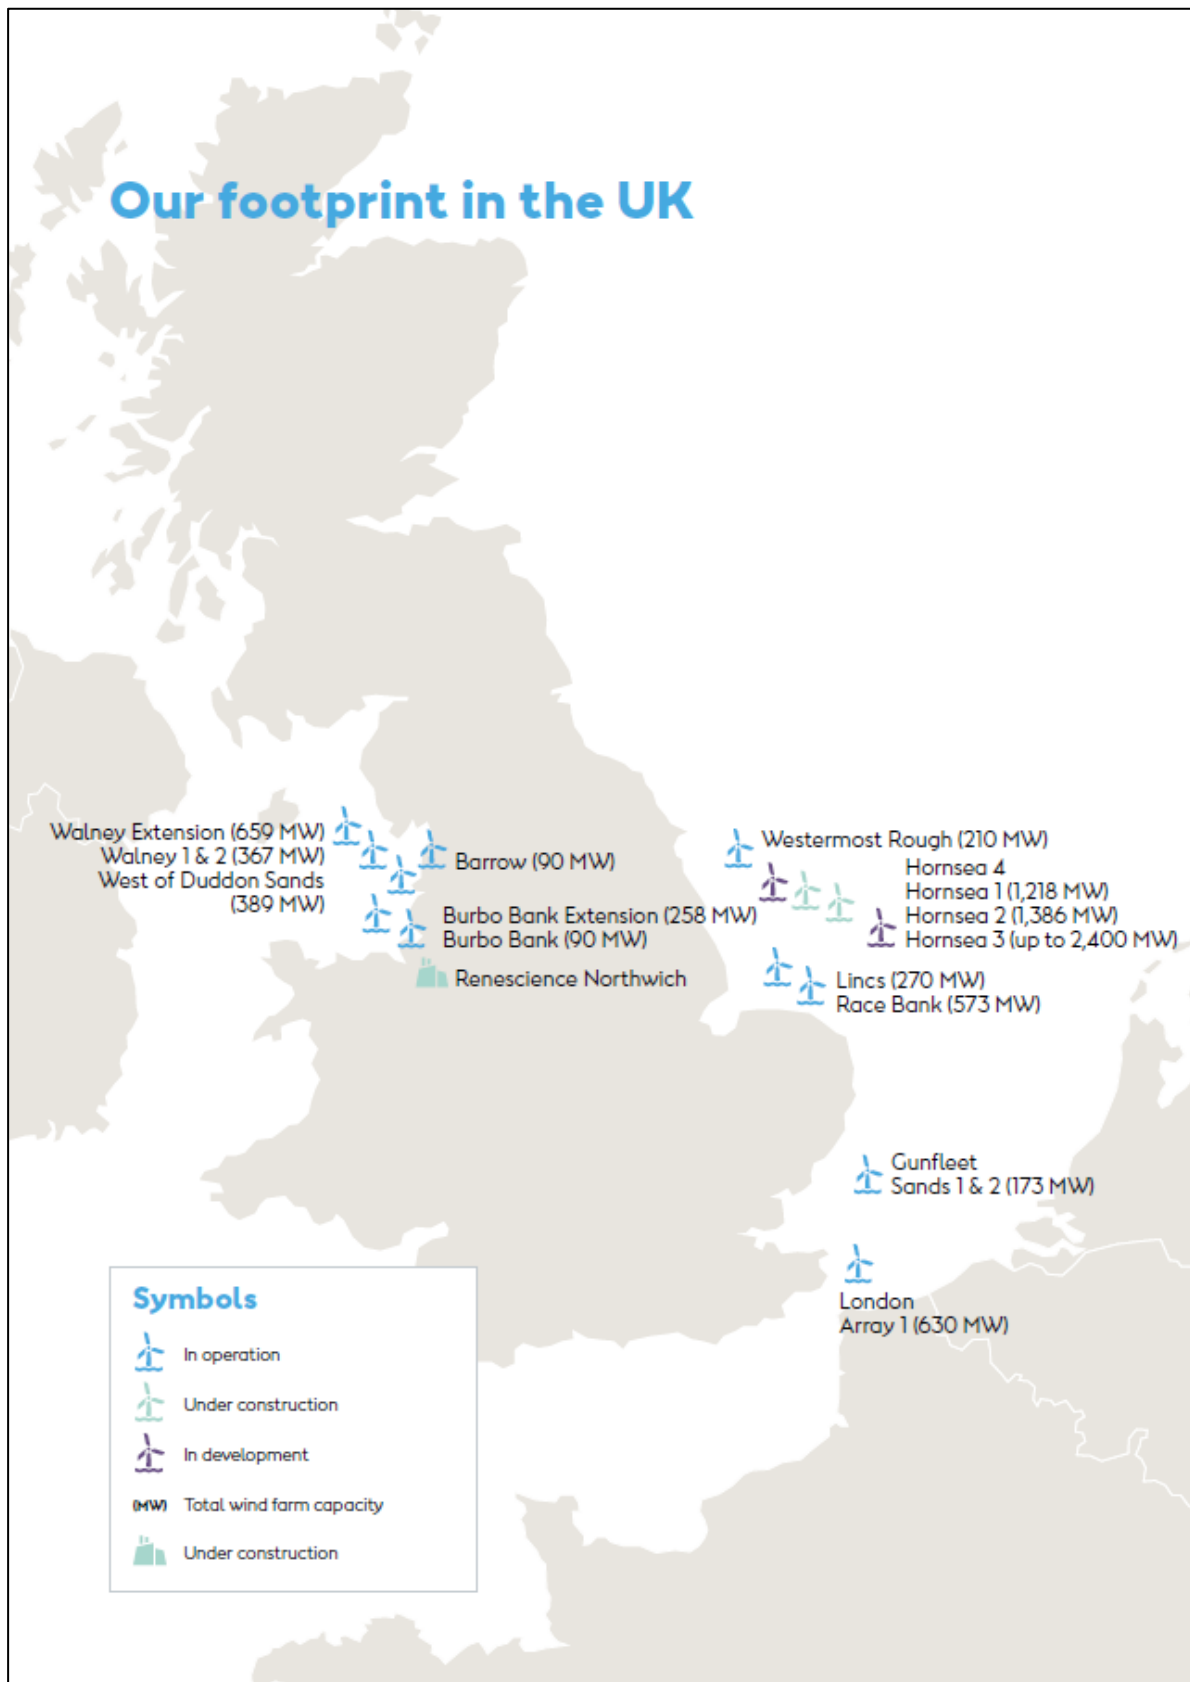 Our footprint in the UK
Walney Extension (659 MW)
Walney 1 & 2 (367 MW)
West of Duddon Sands
(389 MW)
Barrow (90 MW)
Burbo Bank Extension (258 MW)
Burbo Bank (90 MW)
Renescience Northwich
Westermost Rough (210 MW)
Hornsea 4
Hornsea 1 (1,218 MW)
Hornsea 2 (1,386 MW)
Hornsea 3 (up to 2,400 MW)
Lincs (270 MW)
Race Bank (573 MW)
Gunfleet
Sands 1 & 2 (173 MW)
London
Array 1 (630 MW)
Symbols
In operation
Under construction
In development
(MW) Total wind farm capacity
Under construction